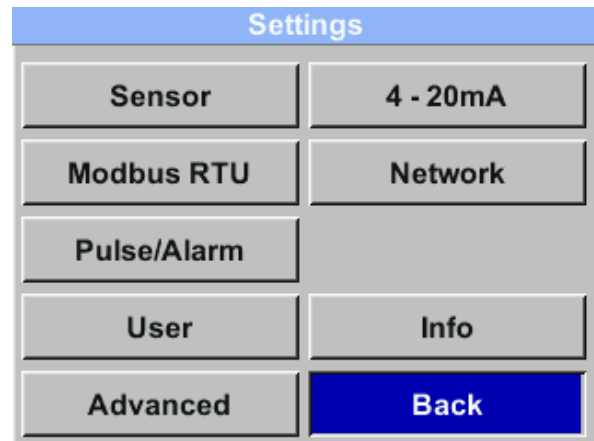 Settings
Sensor
4 - 20mA
Modbus RTU
Network
Pulse/Alarm
User
Info
Advanced
Back